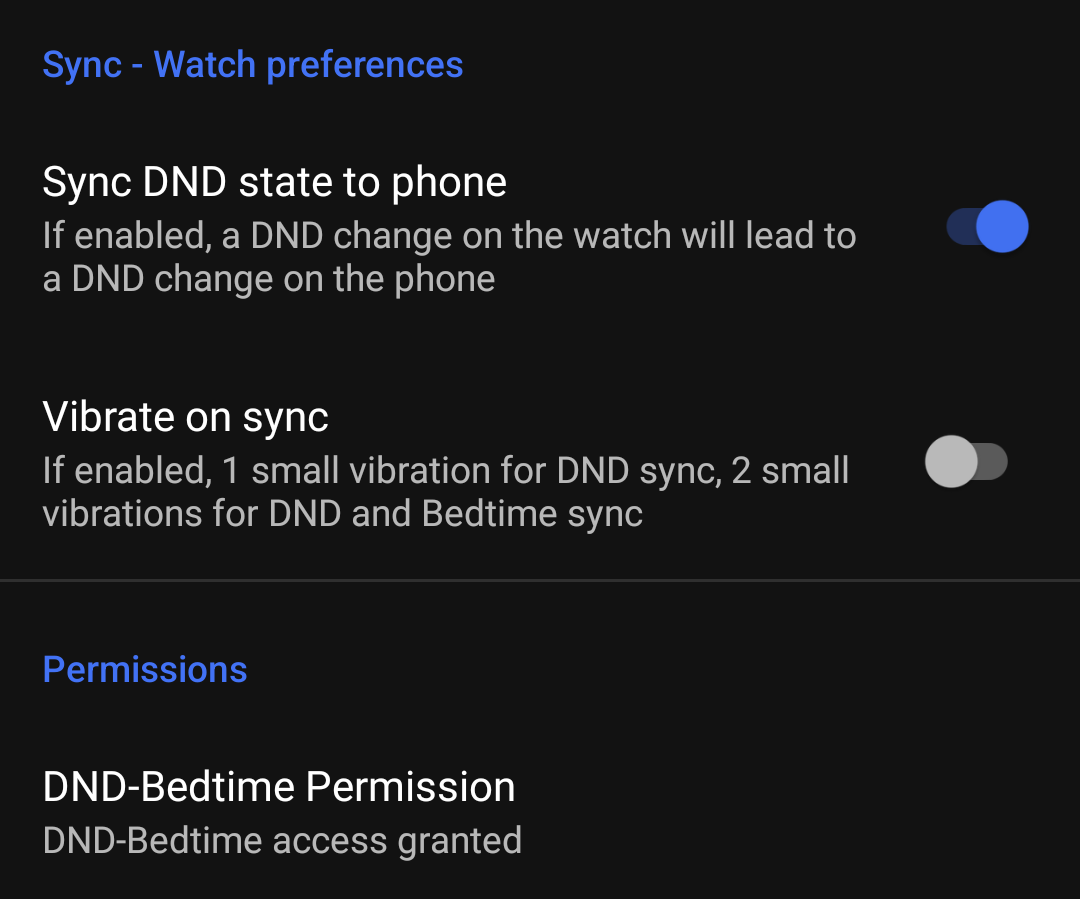 Sync - Watch preferences
Sync DND state to phone
If enabled, a DND change on the watch will lead to
a DND change on the phone
Vibrate on sync
If enabled, 1 small vibration for DND sync, 2 small
vibrations for DND and Bedtime sync
Permissions
DND-Bedtime Permission
DND-Bedtime access granted